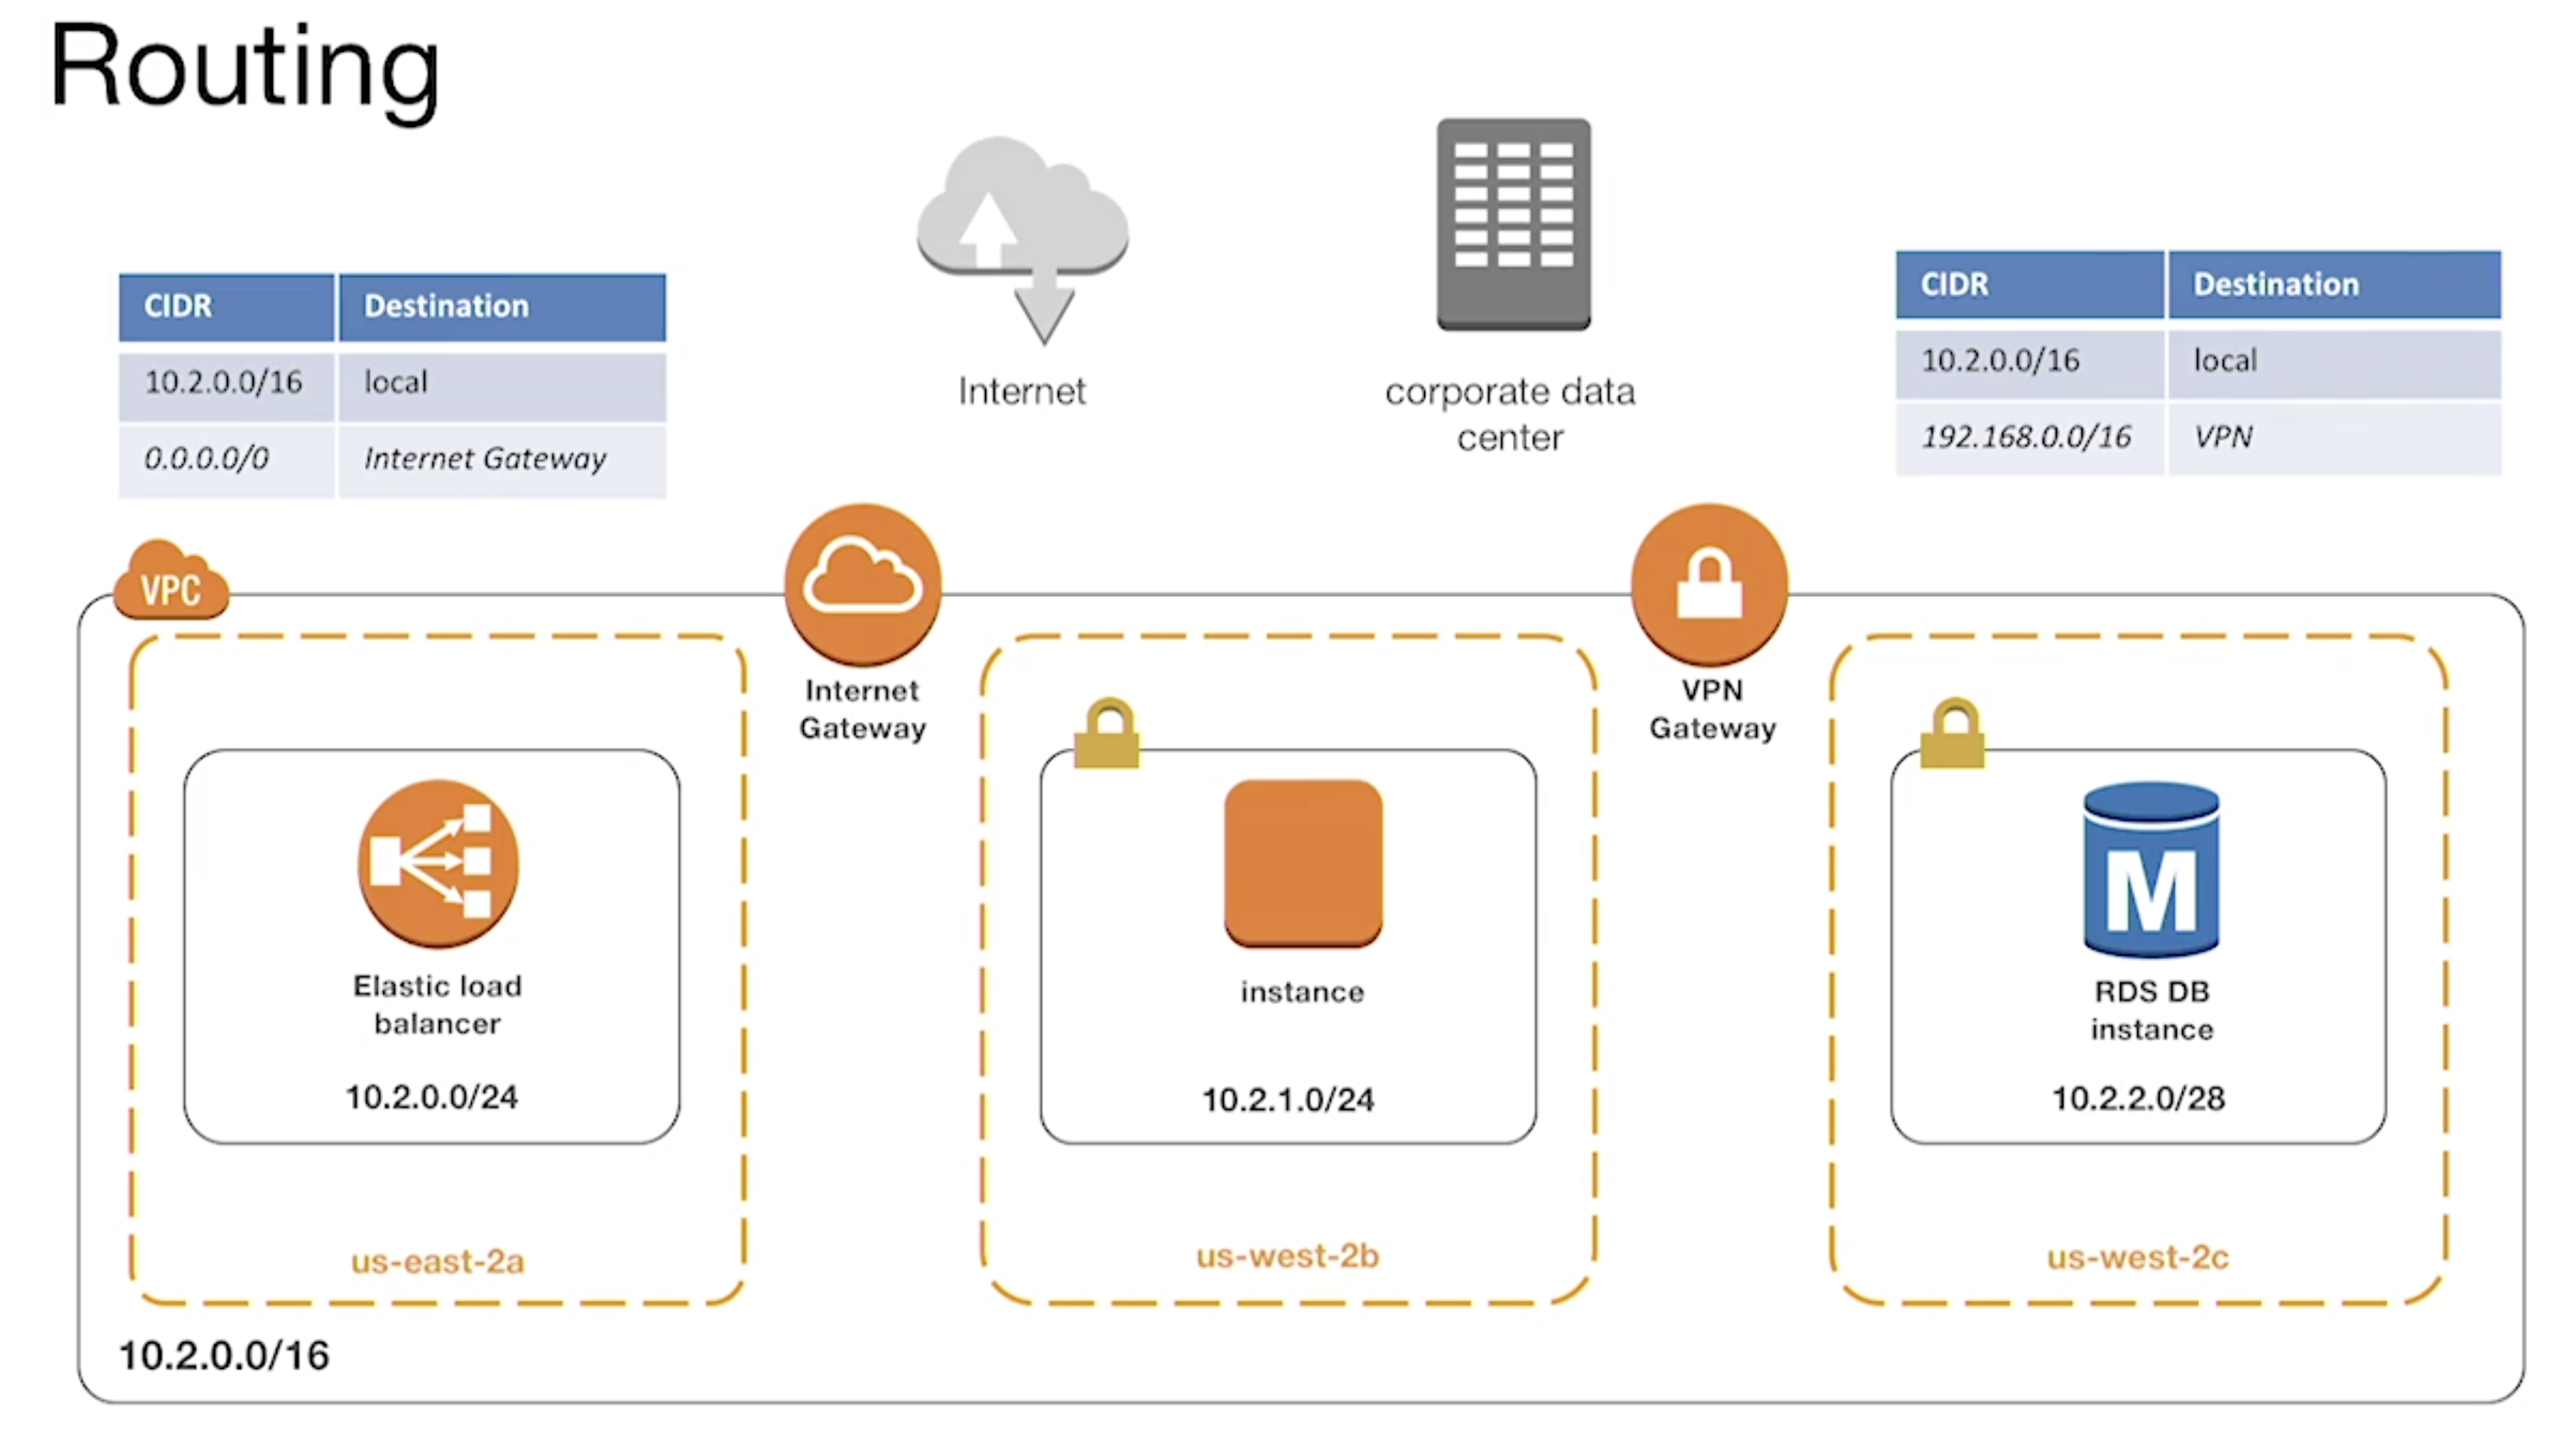 Routing
CIDR Destination
10.2.0.0/16 local
0.0.0.0/0 Internet Gateway
Internet
corporate data
center
CIDR Destination
10.2.0.0/16 local
192.168.0.0/16 VPN
VPC
Internet
Gateway
VPN
Gateway
Elastic load
balancer
10.2.0.0/24
us-east-2a
instance
10.2.1.0/24
us-west-2b
M
RDS DB
instance
10.2.2.0/28
us-west-2c
10.2.0.0/16